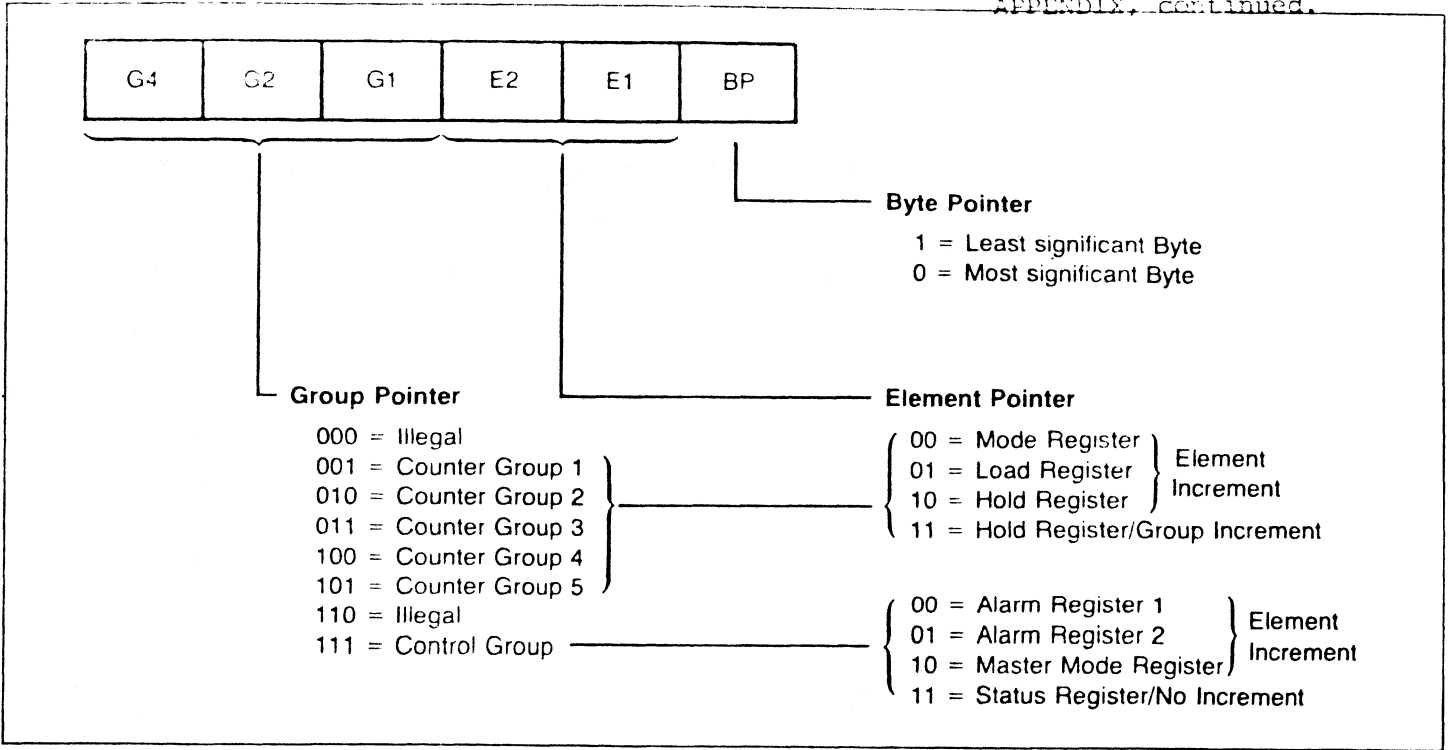 APPENDIX, continued.
G4 G2 G1 E2 E1 BP
Byte Pointer
1 = Least significant Byte
0 = Most significant Byte
Group Pointer
000 = Illegal
001 = Counter Group 1
010 = Counter Group 2
011 = Counter Group 3
100 = Counter Group 4
101 = Counter Group 5
110 = Illegal
111 = Control Group
Element Pointer
00 = Mode Register
01 = Load Register
10 = Hold Register
11 = Hold Register/Group Increment
Element
Increment
00 = Alarm Register 1
01 = Alarm Register 2
10 = Master Mode Register
11 = Status Register/No Increment
Element
Increment